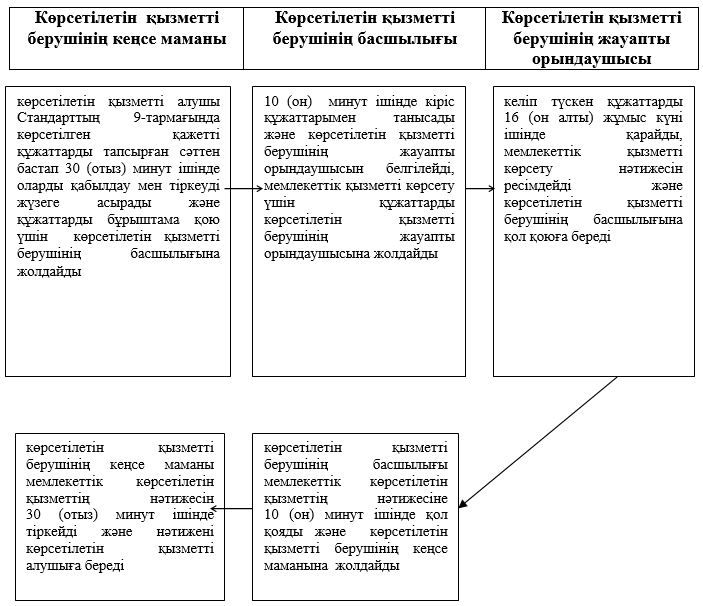 Көрсетілетін қызметті
берушінің кеңсе маманы
Көрсетілетін қызметті
берушінің басшылығы
Көрсетілетін қызметті
берушінің жауапты
орындаушысы
көрсетілетін қызметті алушы
Стандарттың 9-тармағында
көрсетілген қажетті
құжаттарды тапсырған сәттен
бастап 30 (отыз) минут ішінде
оларды қабылдау мен тіркеуді
жүзеге асырады және
құжаттарды бұрыштама қою
үшін көрсетілетін қызметті
берушінің басшылығына
жолдайды
10 (он) минут ішінде кіріс
құжаттарымен танысады
және көрсетілетін қызметті
берушінің жауапты
орындаушысын белгілейді,
мемлекеттік қызметті көрсету
үшін құжаттарды
көрсетілетін қызметті
берушінің жауапты
орындаушысына жолдайды
келіп түскен құжаттарды
16 (он алты) жұмыс күні
ішінде қарайды,
мемлекеттік қызметті
көрсету нәтижесін
ресімдейді және
көрсетілетін қызметті
берушінің басшылығына
қол қоюға береді
көрсетілетін қызметті
берушінің кеңсе маманы
мемлекеттік көрсетілетін
қызметтің нәтижесін
30 (отыз) минут ішінде
тіркейді және нәтижені
көрсетілетін қызметті
алушыға береді
көрсетілетін қызметті
берушінің басшылығы
мемлекеттік көрсетілетін
қызметтің нәтижесіне
10 (он) минут ішінде қол
қояды және көрсетілетін
қызметті берушінің кеңсе
маманына жолдайды